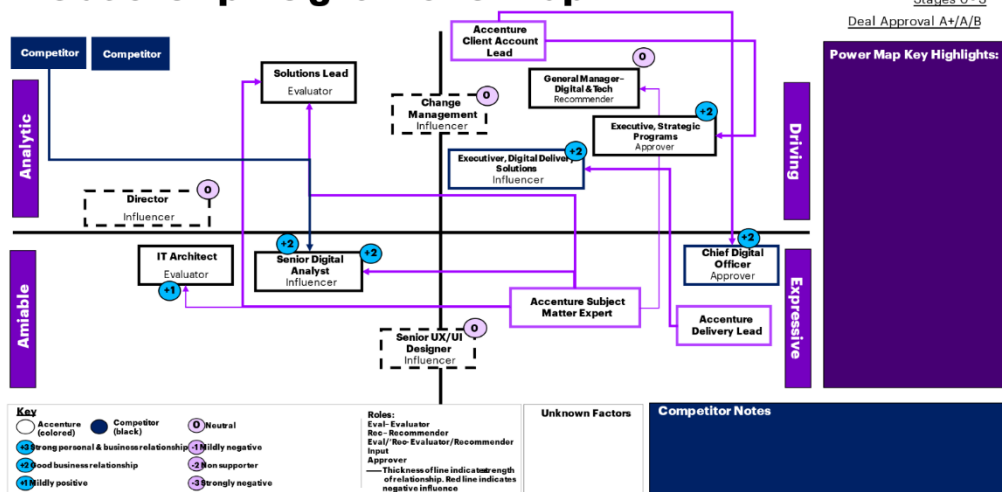 Stages 0 - 3
Deal Approval A+/A/B
Competitor
Competitor
Accenture
Client Account
Lead
Power Map Key Highlights:
Analytic
Driving
Amiable
Expressive
Solutions Lead
Evaluator
0
Change
Management
Influencer
0
General Manager–
Digital & Tech
Recommender
+2
Executive, Strategic
Programs
Approver
+2
Executiver, Digital Delivery
Solutions
Influencer
0
Director
Influencer
IT Architect
Evaluator
+1
+2
+2
Senior Digital
Analyst
Influencer
+2
Chief Digital
Officer
Approver
Accenture Subject
Matter Expert
Accenture
Delivery Lead
0
Senior UX/UI
Designer
Influencer
Key
Accenture
(colored)
Competitor
(black)
0 Neutral
+3 Strong personal & business relationship
-1 Mildly negative
+2 Good business relationship
-2 Non supporter
+1 Mildly positive
-3 Strongly negative
Roles:
Eval– Evaluator
Rec– Recommender
Eval/'Rec- Evaluator/Recommender
Input
Approver
Thickness of line indicates strength
of relationship. Red line indicates
negative influence
Unknown Factors
Competitor Notes